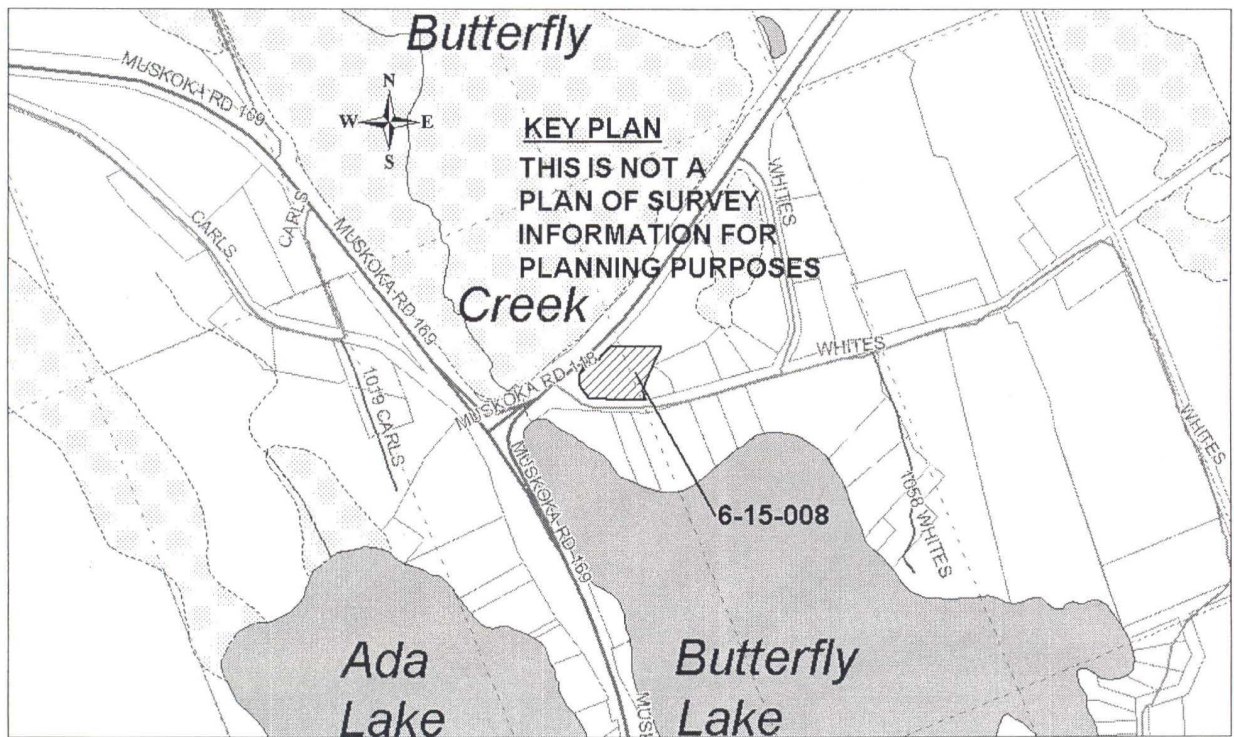 Butterfly
MUSKOKA RD 169
N
W E
S
KEY PLAN
THIS IS NOT A
PLAN OF SURVEY
INFORMATION FOR
PLANNING PURPOSES
WHITES
CARLS
CARLS
MUSKOKA RD 169
Creek
WHITES
MUSKOKA RD 118
1019 CARLS
WHITES
MUSKOKA RD 169
1058 WHITES
6-15-008
Ada
Lake
Butterfly
Lake
MUSK